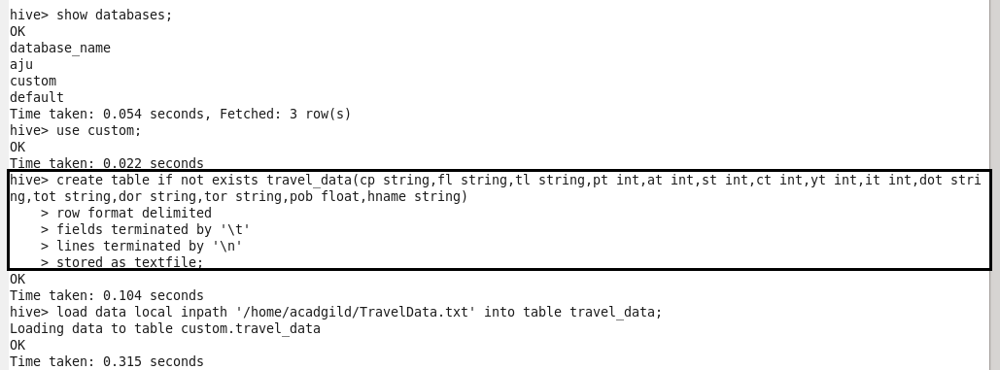 hive> show databases;
OK
database_name
aju
custom
default
Time taken: 0.054 seconds, Fetched: 3 row(s)
hive> use custom;
OK
Time taken: 0.022 seconds
hive> create table if not exists travel_data(cp string,fl string,tl string,pt int,at int,st int,ct int,yt int,it int,dot stri
ng,tot string,dor string,tor string,pob float,hname string)
    > row format delimited
    > fields terminated by '\t'
    > lines terminated by '\n'
    > stored as textfile;
OK
Time taken: 0.104 seconds
hive> load data local inpath '/home/acadgild/TravelData.txt' into table travel_data;
Loading data to table custom.travel_data
OK
Time taken: 0.315 seconds